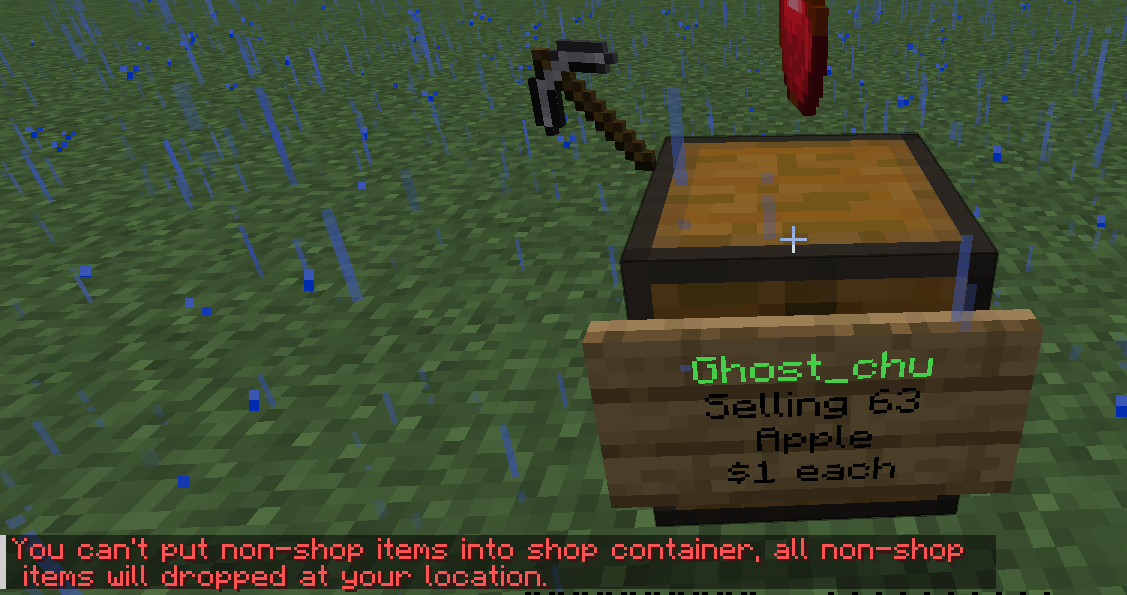 Ghost_chu
Selling 63
Apple
$1 each
You can't put non-shop items into shop container, all non-shop
items will dropped at your location.